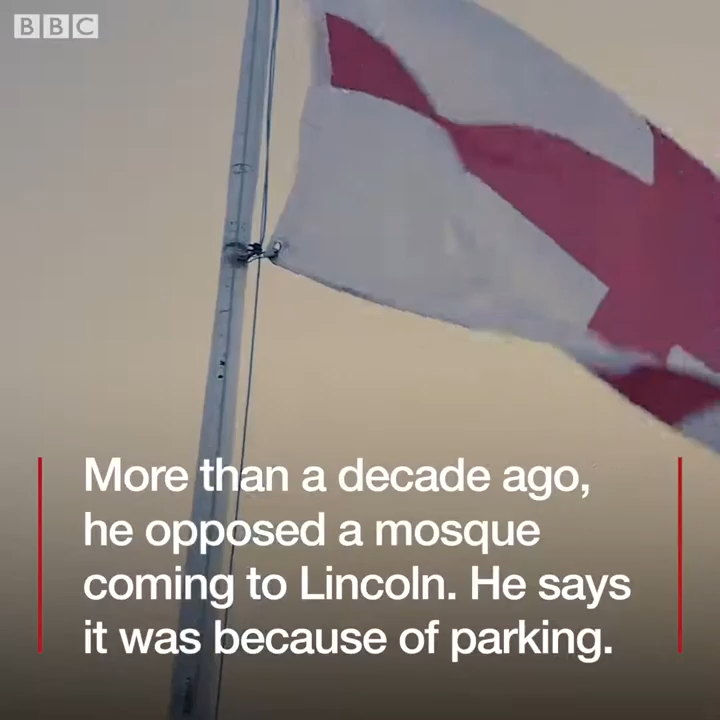 BBC
More than a decade ago,
he opposed a mosque
coming to Lincoln. He says
it was because of parking.